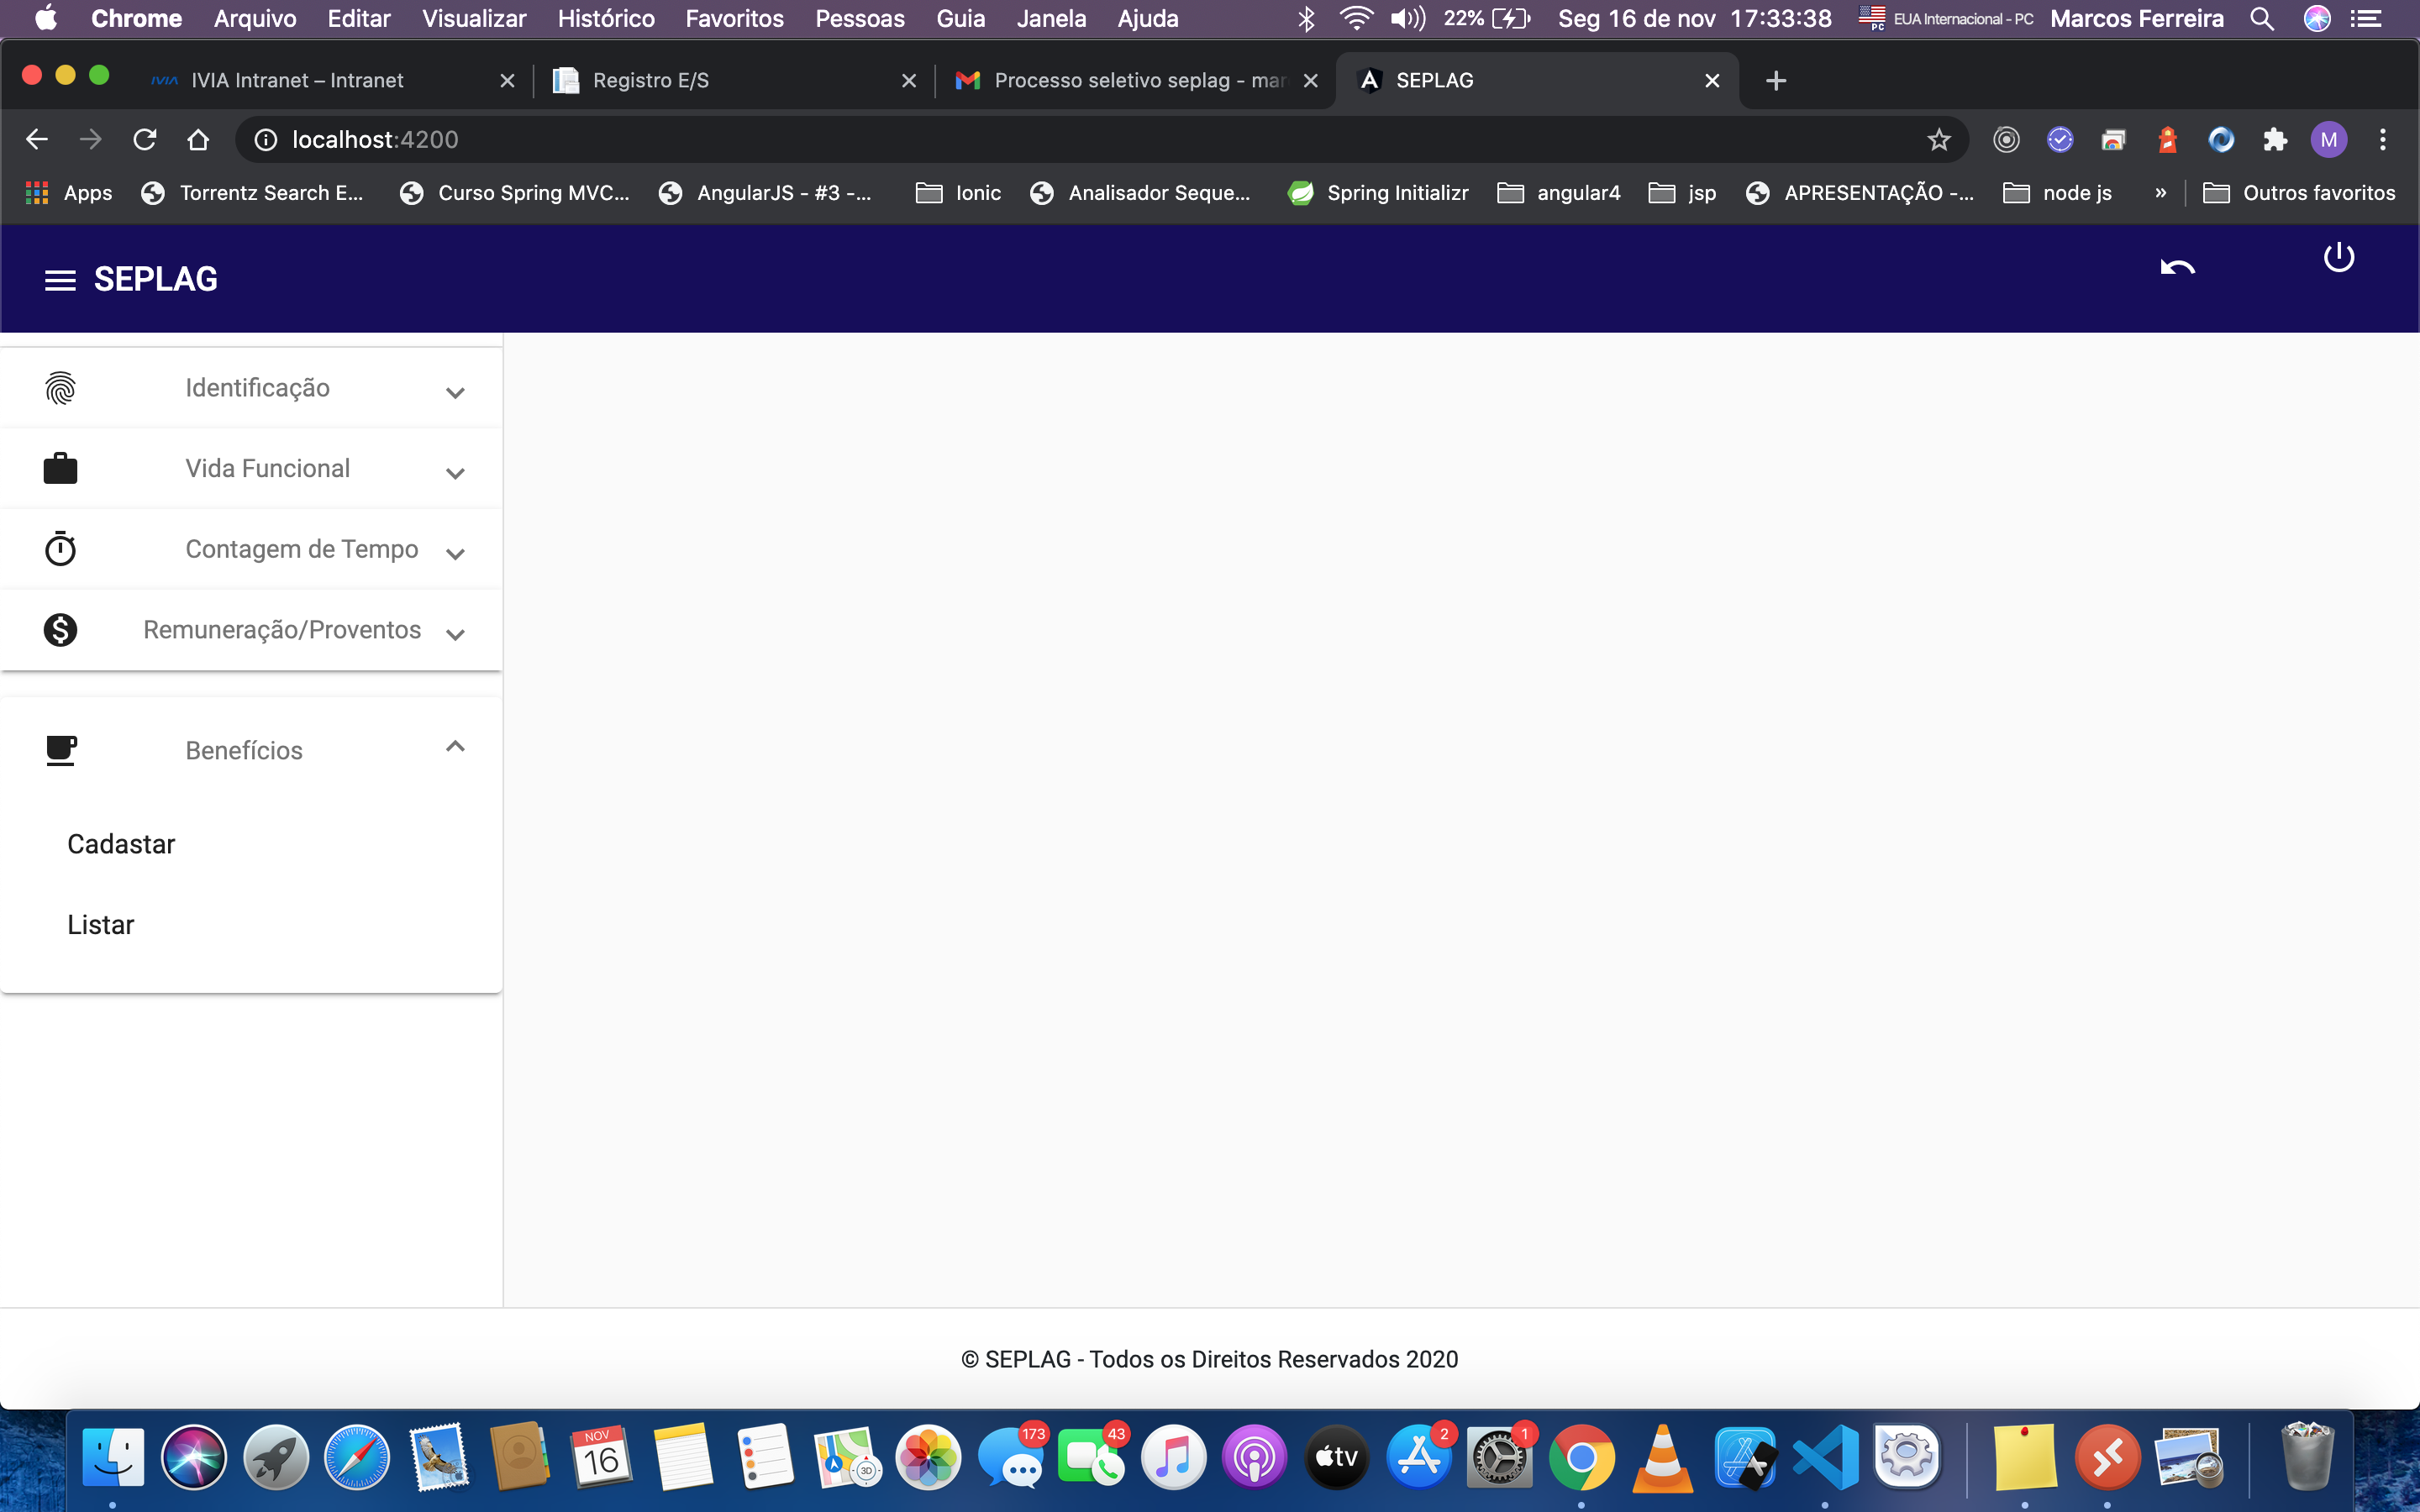 Chrome Arquivo Editar Visualizar Histórico Favoritos Pessoas Guia Janela Ajuda 22% Seg 16 de nov 17:33:38 PC EUA Internacional - PC Marcos Ferreira
IVIA IVIA Intranet – Intranet Registro E/S Processo seletivo seplag - mar SEPLAG
localhost:4200 M
Apps Torrentz Search E... Curso Spring MVC... AngularJS - #3 -... Ionic Analisador Seque... Spring Initializr angular4 jsp APRESENTAÇÃO -... node js » Outros favoritos
SEPLAG
Identificação
Vida Funcional
Contagem de Tempo
Remuneração/Proventos
Benefícios
Cadastar
Listar
© SEPLAG - Todos os Direitos Reservados 2020
NOV
16
3D
173
43
tv
2
1